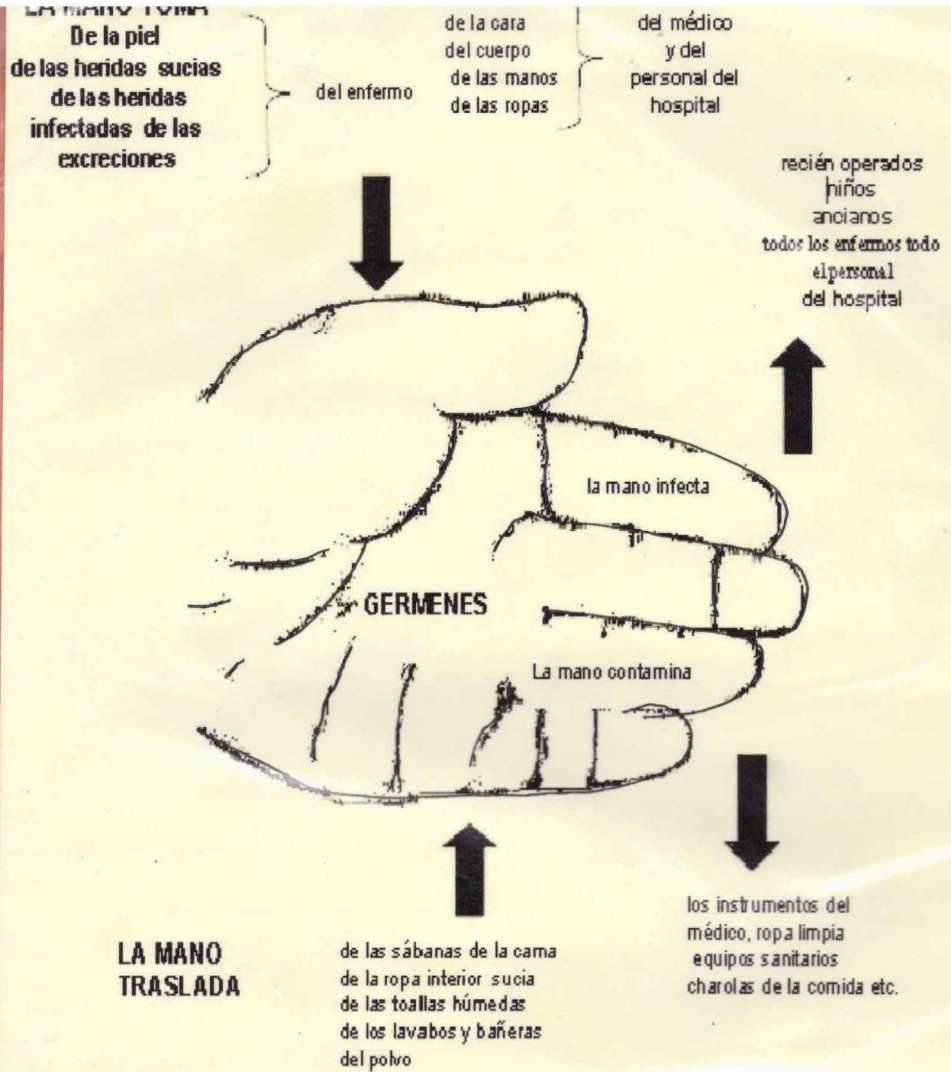 LA MANO TOMA
De la piel
de las heridas sucias
de las heridas
infectadas de las
excreciones
del enfermo
de la cara
del cuerpo
de las manos
de las ropas
del médico
y del
personal del
hospital
recién operados
niños
ancianos
todos los enfermos todo
el personal
del hospital
la mano infecta
GERMENES
La mano contamina
LA MANO
TRASLADA
de las sábanas de la cama
de la ropa interior sucia
de las toallas húmedas
de los lavabos y bañeras
del polvo
los instrumentos del
médico, ropa limpia
equipos sanitarios
charolas de la comida etc.